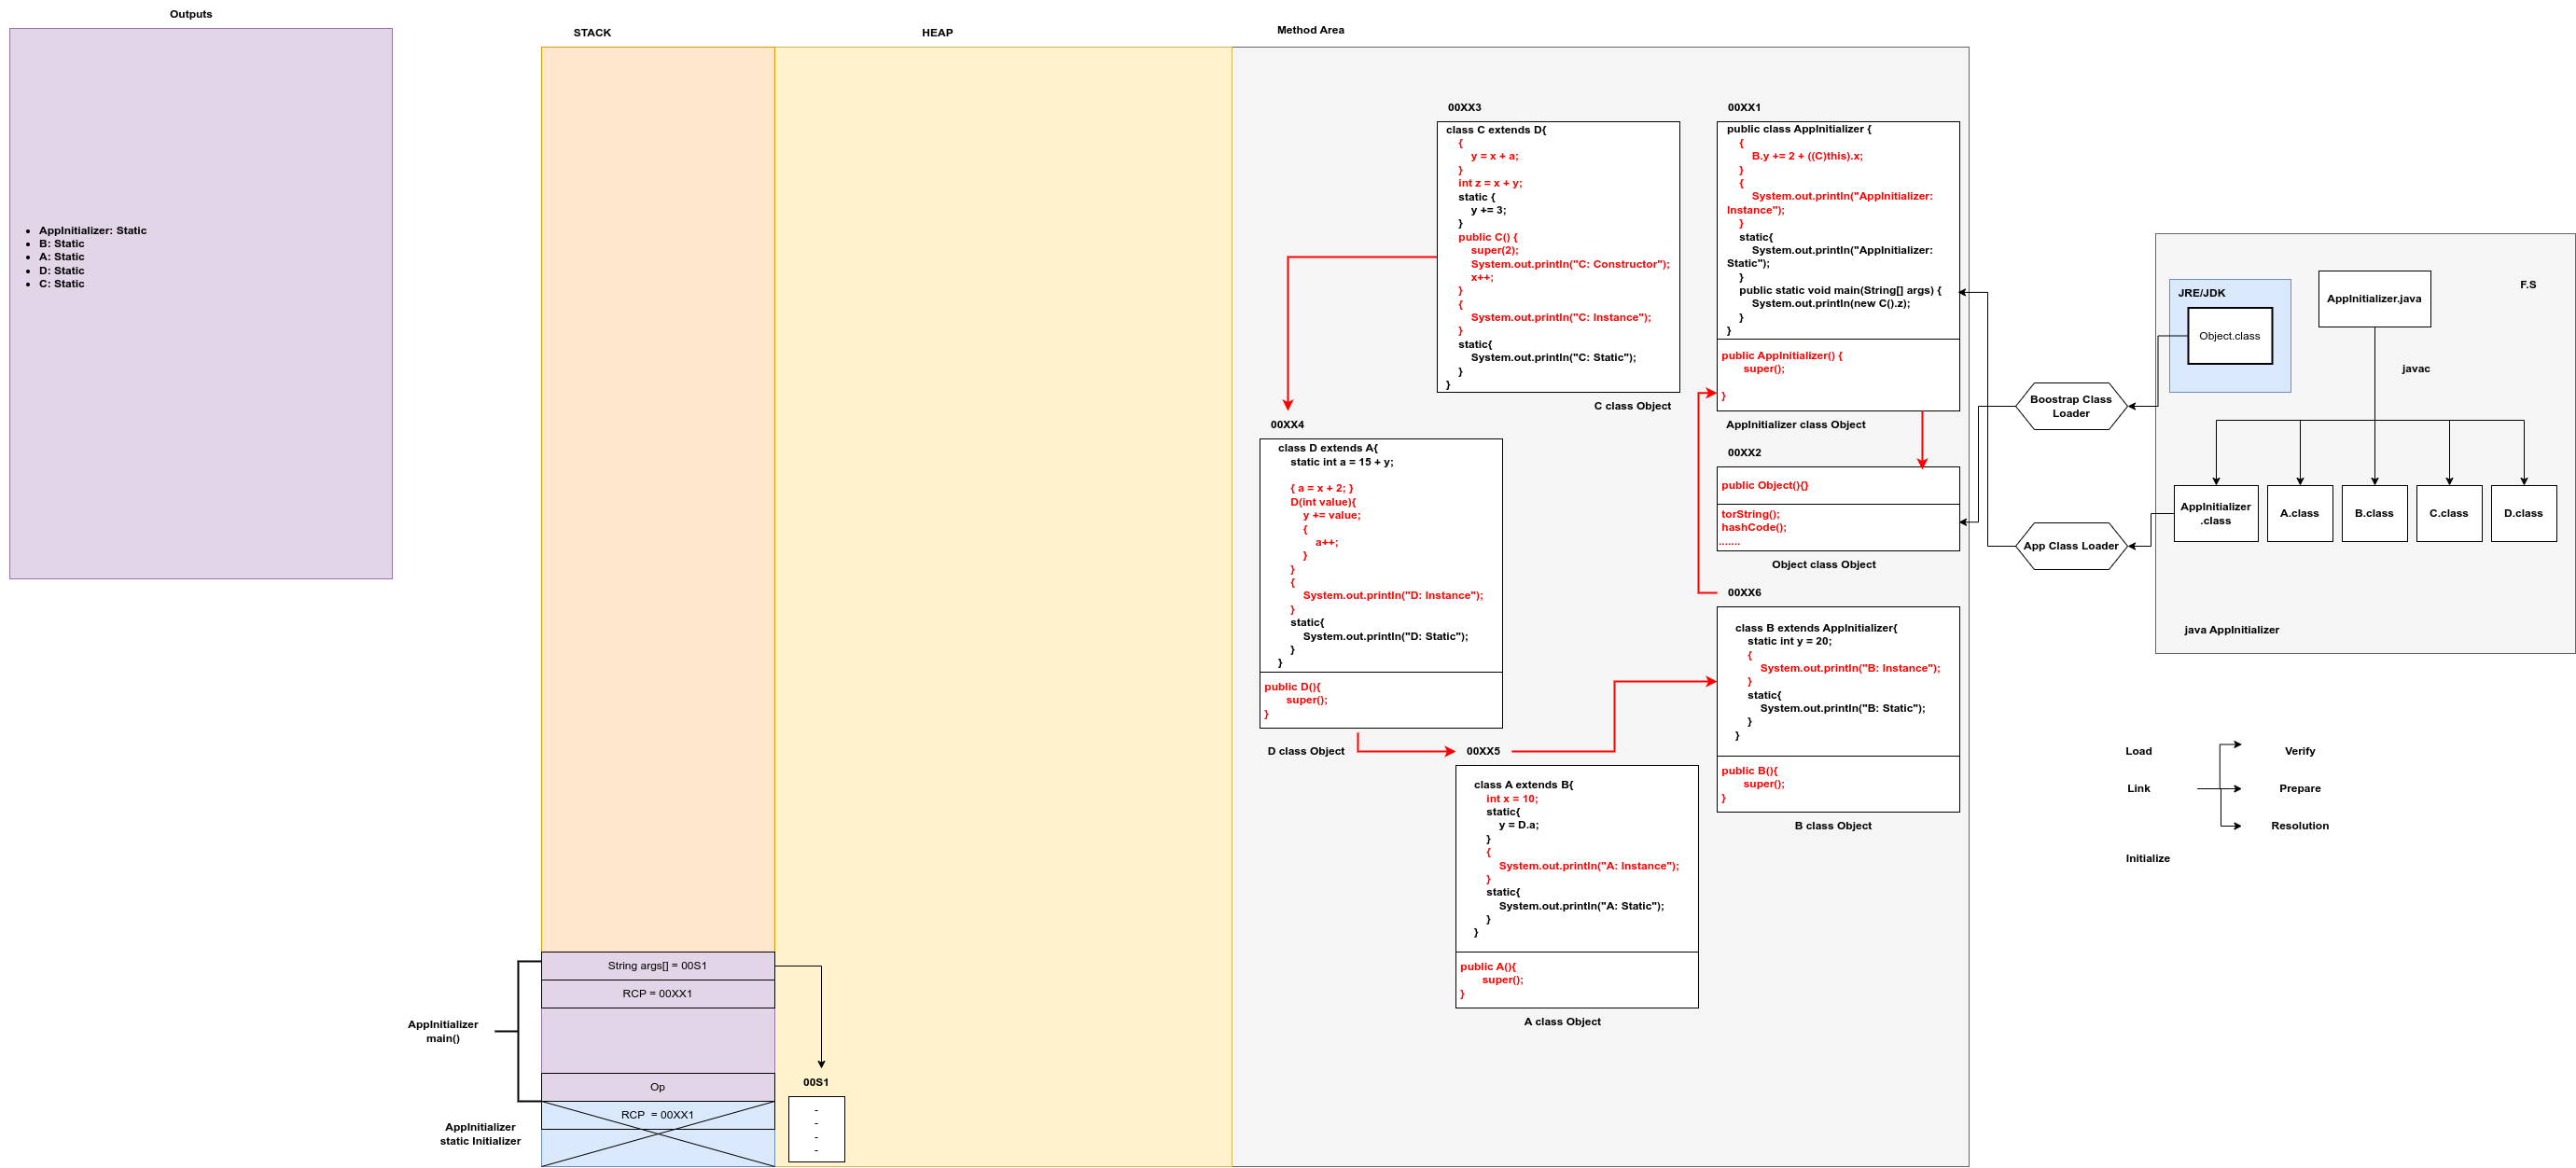 Outputs
AppInitializer: Static
B: Static
A: Static
D: Static
C: Static
STACK
HEAP
Method Area
String args[] = 00S1
RCP = 00XX1
Op
RCP  = 00XX1
AppInitializer
main()
AppInitializer
static Initializer
00S1
-
-
-
-
00XX3
class C extends D{
{
y = x + a;
}
int z = x + y;
static {
y += 3;
}
public C() {
super(2);
System.out.println("C: Constructor");
x++;
}
{
System.out.println("C: Instance");
}
static{
System.out.println("C: Static");
}
}
C class Object
00XX1
public class AppInitializer {
{
B.y += 2 + ((C)this).x;
}
{
System.out.println("AppInitializer:
Instance");
}
static{
System.out.println("AppInitializer:
Static");
}
public static void main(String[] args) {
System.out.println(new C().z);
}
}
public AppInitializer() {
super();
}
AppInitializer class Object
00XX4
class D extends A{
static int a = 15 + y;
{ a = x + 2; }
D(int value){
y += value;
{
a++;
}
}
{
System.out.println("D: Instance");
}
static{
System.out.println("D: Static");
}
}
public D(){
super();
}
D class Object
00XX2
public Object(){}
torString();
hashCode();
.......
Object class Object
00XX6
class B extends AppInitializer{
static int y = 20;
{
System.out.println("B: Instance");
}
static{
System.out.println("B: Static");
}
}
public B(){
super();
}
B class Object
00XX5
class A extends B{
int x = 10;
static{
y = D.a;
}
{
System.out.println("A: Instance");
}
static{
System.out.println("A: Static");
}
}
public A(){
super();
}
A class Object
Boostrap Class
Loader
App Class Loader
JRE/JDK
Object.class
AppInitializer.java
F.S
javac
AppInitializer
.class
A.class
B.class
C.class
D.class
java AppInitializer
Load
Link
Initialize
Verify
Prepare
Resolution